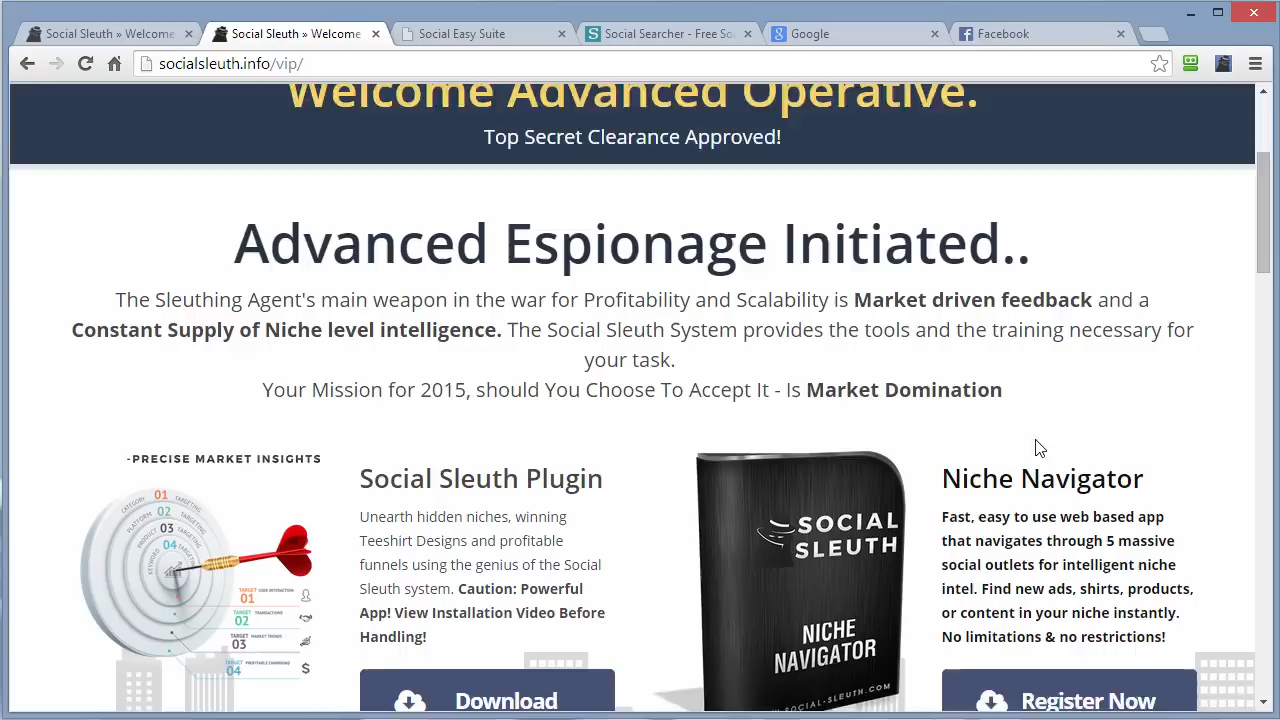 Social Sleuth » Welcome
Social Sleuth » Welcome
Social Easy Suite
Social Searcher - Free So
Google
Facebook
socialsleuth.info/vip/
Welcome Advanced Operative.
Top Secret Clearance Approved!
Advanced Espionage Initiated..
The Sleuthing Agent's main weapon in the war for Profitability and Scalability is Market driven feedback and a
Constant Supply of Niche level intelligence. The Social Sleuth System provides the tools and the training necessary for
your task.
Your Mission for 2015, should You Choose To Accept It - Is Market Domination
-PRECISE MARKET INSIGHTS
01
CATEGORY TARGETING
02
PLATFORM TARGETING
03
PRODUCT TARGETING
04
KEYWORD
TARGET 01 USER INTERACTION
TARGET 02 TRANSACTIONS
TARGET 03 MARKET TRENDS
TARGET 04
$
Social Sleuth Plugin
Unearth hidden niches, winning
Teeshirt Designs and profitable
funnels using the genius of the Social
Sleuth system. Caution: Powerful
App! View Installation Video Before
Handling!
Download
SOCIAL
SLEUTH
NICHE
NAVIGATOR
W.SOCIAL-SLEUTH.COM
Niche Navigator
Fast, easy to use web based app
that navigates through 5 massive
social outlets for intelligent niche
intel. Find new ads, shirts, products,
or content in your niche instantly.
No limitations & no restrictions!
Register Now